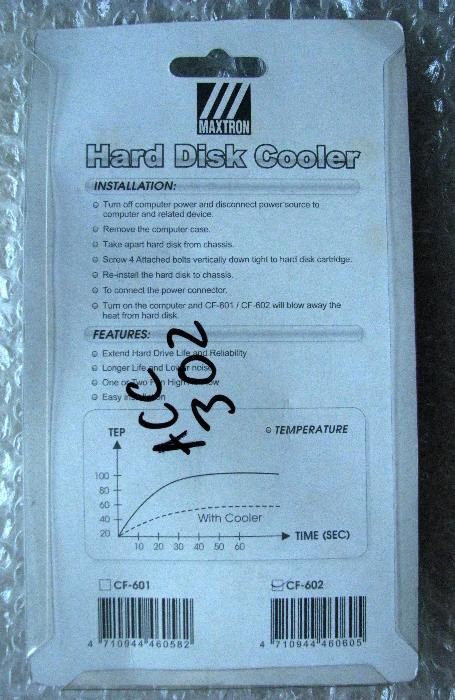 MAXTRON
Hard Disk Cooler
INSTALLATION:
Turn off computer power and disconnect power source to
computer and related device.
Remove the computer case.
Take apart hard disk from chassis.
Screw 4 Attached bolts vertically down tight to hard disk cartridge.
Re-install the hard disk to chassis.
To connect the power connector.
Turn on the computer and CF-601 / CF-602 will blow away the
heat from hard disk.
FEATURES:
Extend Hard Drive Life and Reliability
Longer Life and Lower noise
One or Two Fan High
Easy
302
TEP
TEMPERATURE
100
80
60
40
20
With Cooler
10 20 30 40 50 60
TIME (SEC)
CF-601
CF-602
4 710944 460582
4 710944 460605